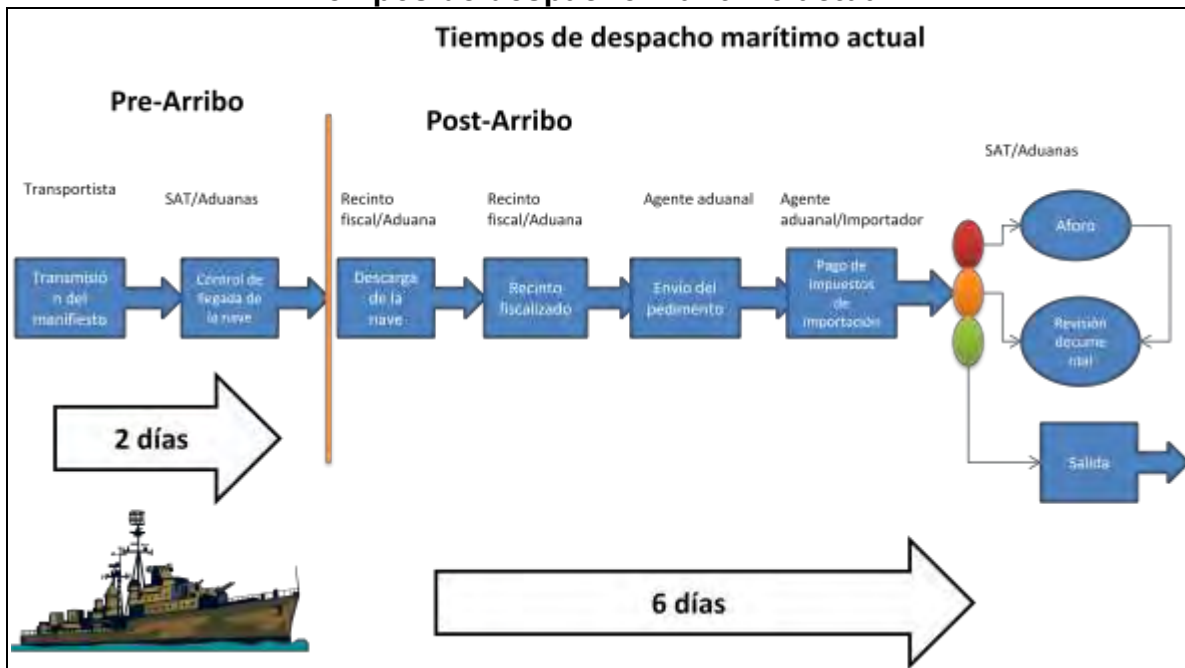 Tiempos de despacho marítimo actual
Pre-Arribo
Post-Arribo
SAT/Aduanas
Transportista
SAT/Aduanas
Recinto
fiscal/Aduana
Recinto
fiscal/Aduana
Agente aduanal
Agente
aduanal/Importador
Transmisió
n del
manifiesto
Control de
llegada de
la nave
Descarga
de la
nave
Recinto
fiscalizado
Envío del
pedimento
Pago de
impuestos
de
importación
Aforo
Revisión
docume
ntal
Salida
2 días
6 días